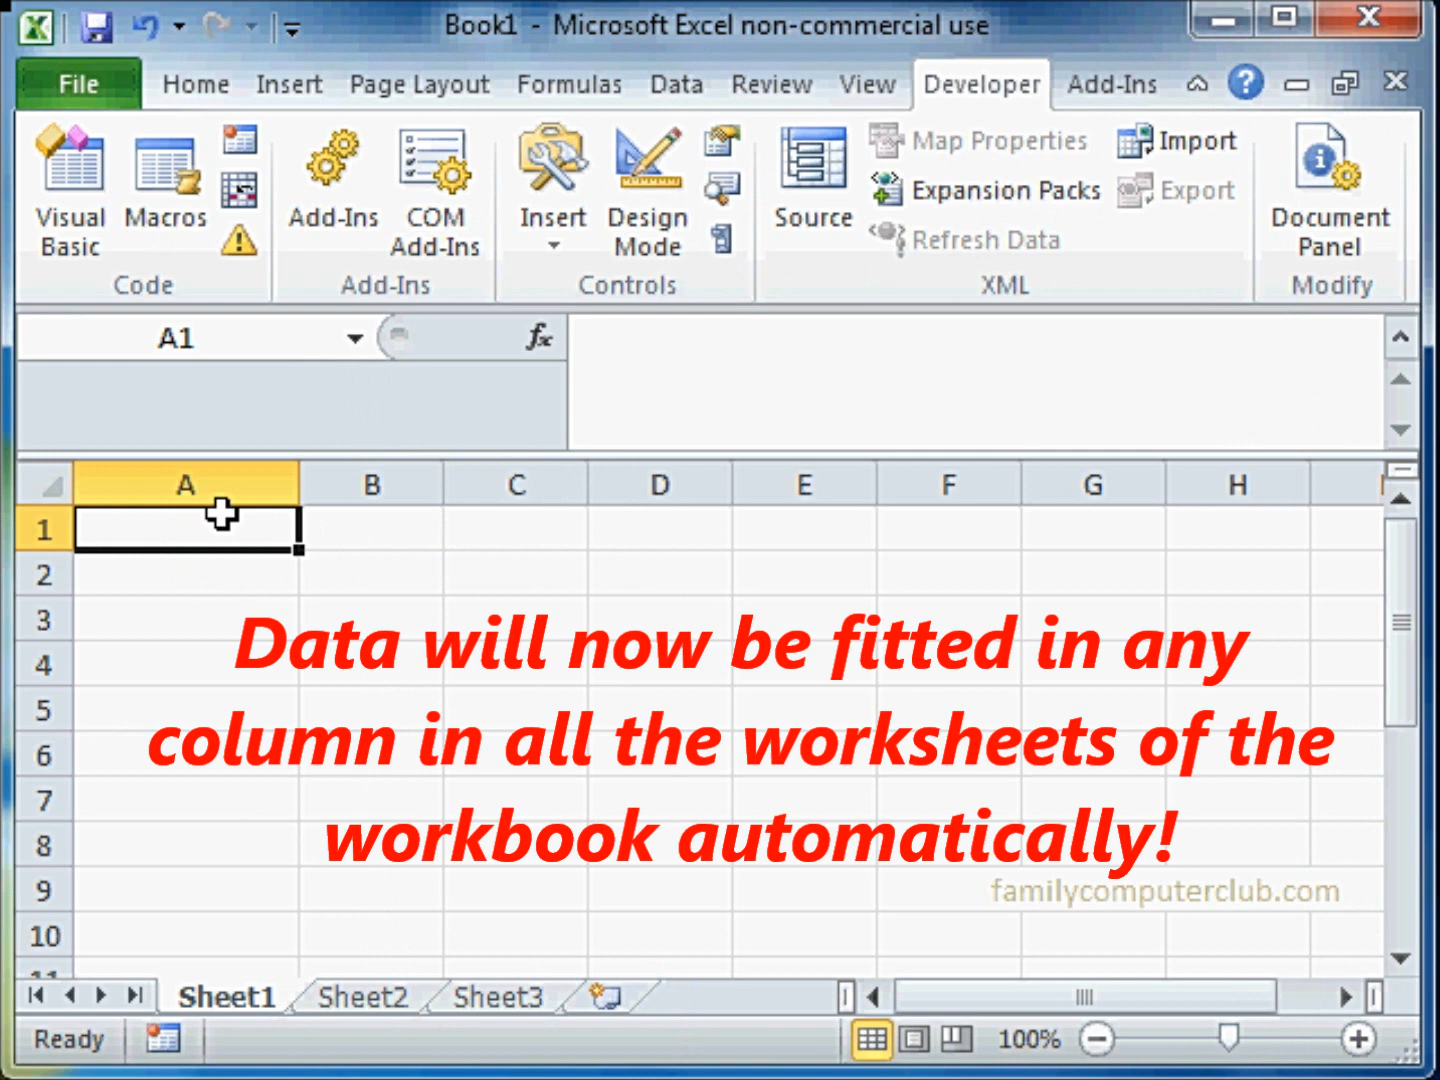 Book1 - Microsoft Excel non-commercial use
File Home Insert Page Layout Formulas Data Review View Developer Add-Ins
Visual Basic
Macros
Code
Add-Ins
COM Add-Ins
Add-Ins
Insert
Design Mode
Controls
Source
Map Properties
Expansion Packs
Refresh Data
Import
Export
XML
Document Panel
Modify
A1
fx
A B C D E F G H
1
2
3
Data will now be fitted in any
4
5
column in all the worksheets of the
6
7
workbook automatically!
8
9
familycomputerclub.com
10
11
Sheet1 Sheet2 Sheet3
Ready
100%